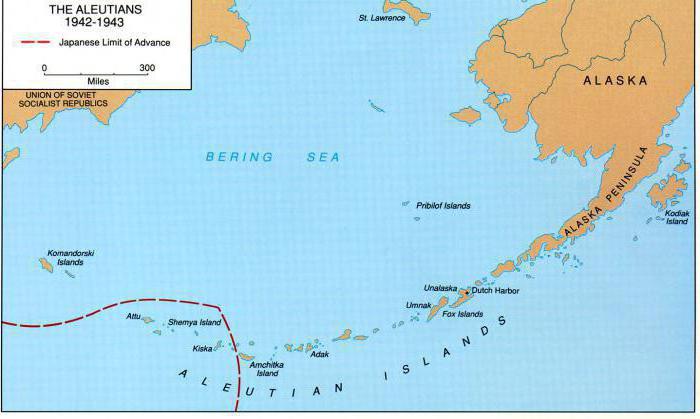 THE ALEUTIANS
1942-1943
Japanese Limit of Advance
0 300
Miles
UNION OF SOVIET
SOCIALIST REPUBLICS
St. Lawrence
ALASKA
BERING SEA
ALASKA PENINSULA
Pribilof Islands
Kodiak
Island
Komandorski
Islands
Unalaska
Dutch Harbor
Umnak
Fox Islands
Attu
Shemya Island
Kiska
Amchitka
Island
Adak
ALEUTIAN ISLANDS